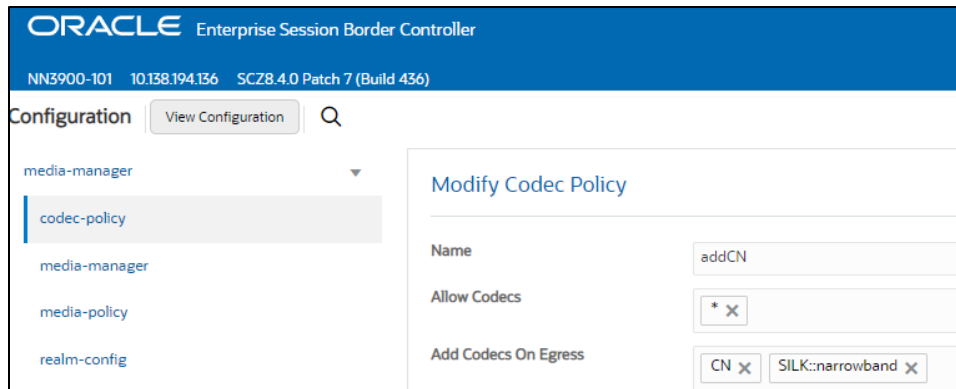 ORACLE Enterprise Session Border Controller
NN3900-101 10.138.194.136 SCZ8.4.0 Patch 7 (Build 436)
Configuration View Configuration
media-manager
codec-policy
media-manager
media-policy
realm-config
Modify Codec Policy
Name addCN
Allow Codecs * ×
Add Codecs On Egress CN × SILK::narrowband ×